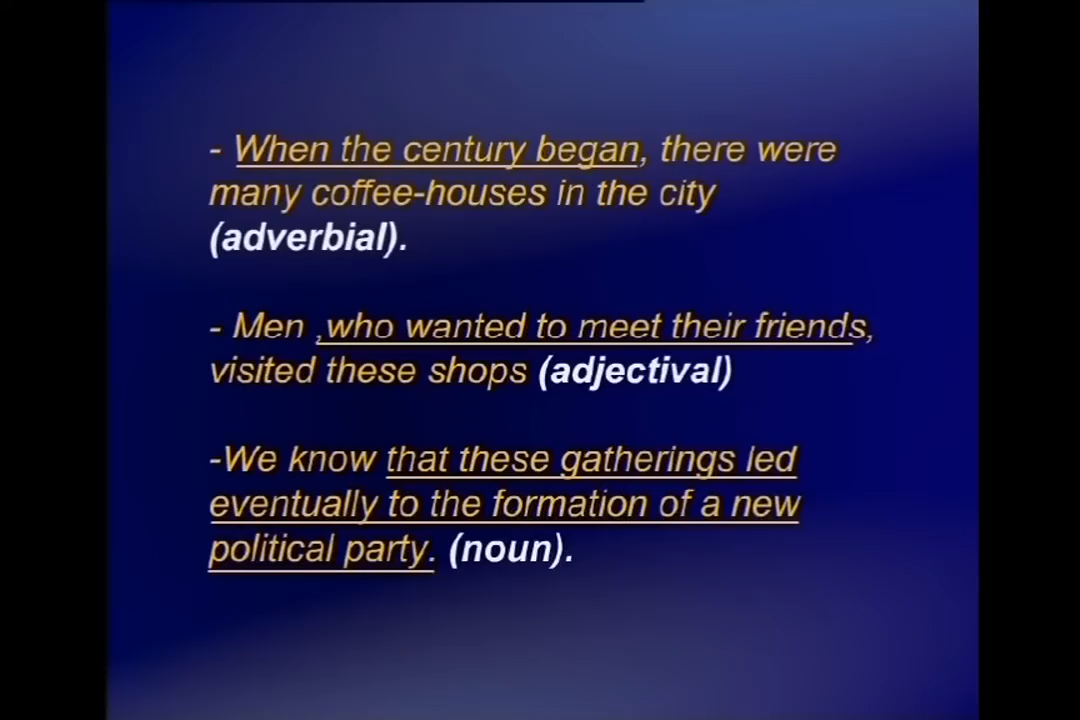 - When the century began, there were
many coffee-houses in the city
(adverbial).
- Men ,who wanted to meet their friends,
visited these shops (adjectival)
-We know that these gatherings led
eventually to the formation of a new
political party. (noun).